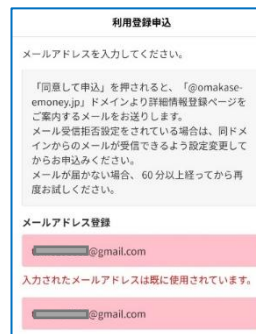 利用登録申込
メールアドレスを入力してください。
「同意して申込」を押されると、「@omakase-
emoney.jp」ドメインより詳細情報登録ページを
ご案内するメールをお送りします。
メール受信拒否設定をされている場合は、同ドメ
インからのメールが受信できるよう設定変更して
からお申込みください。
メールが届かない場合、60分以上経ってから再
度お試しください。
メールアドレス登録
@gmail.com
入力されたメールアドレスは既に使用されています。
@gmail.com